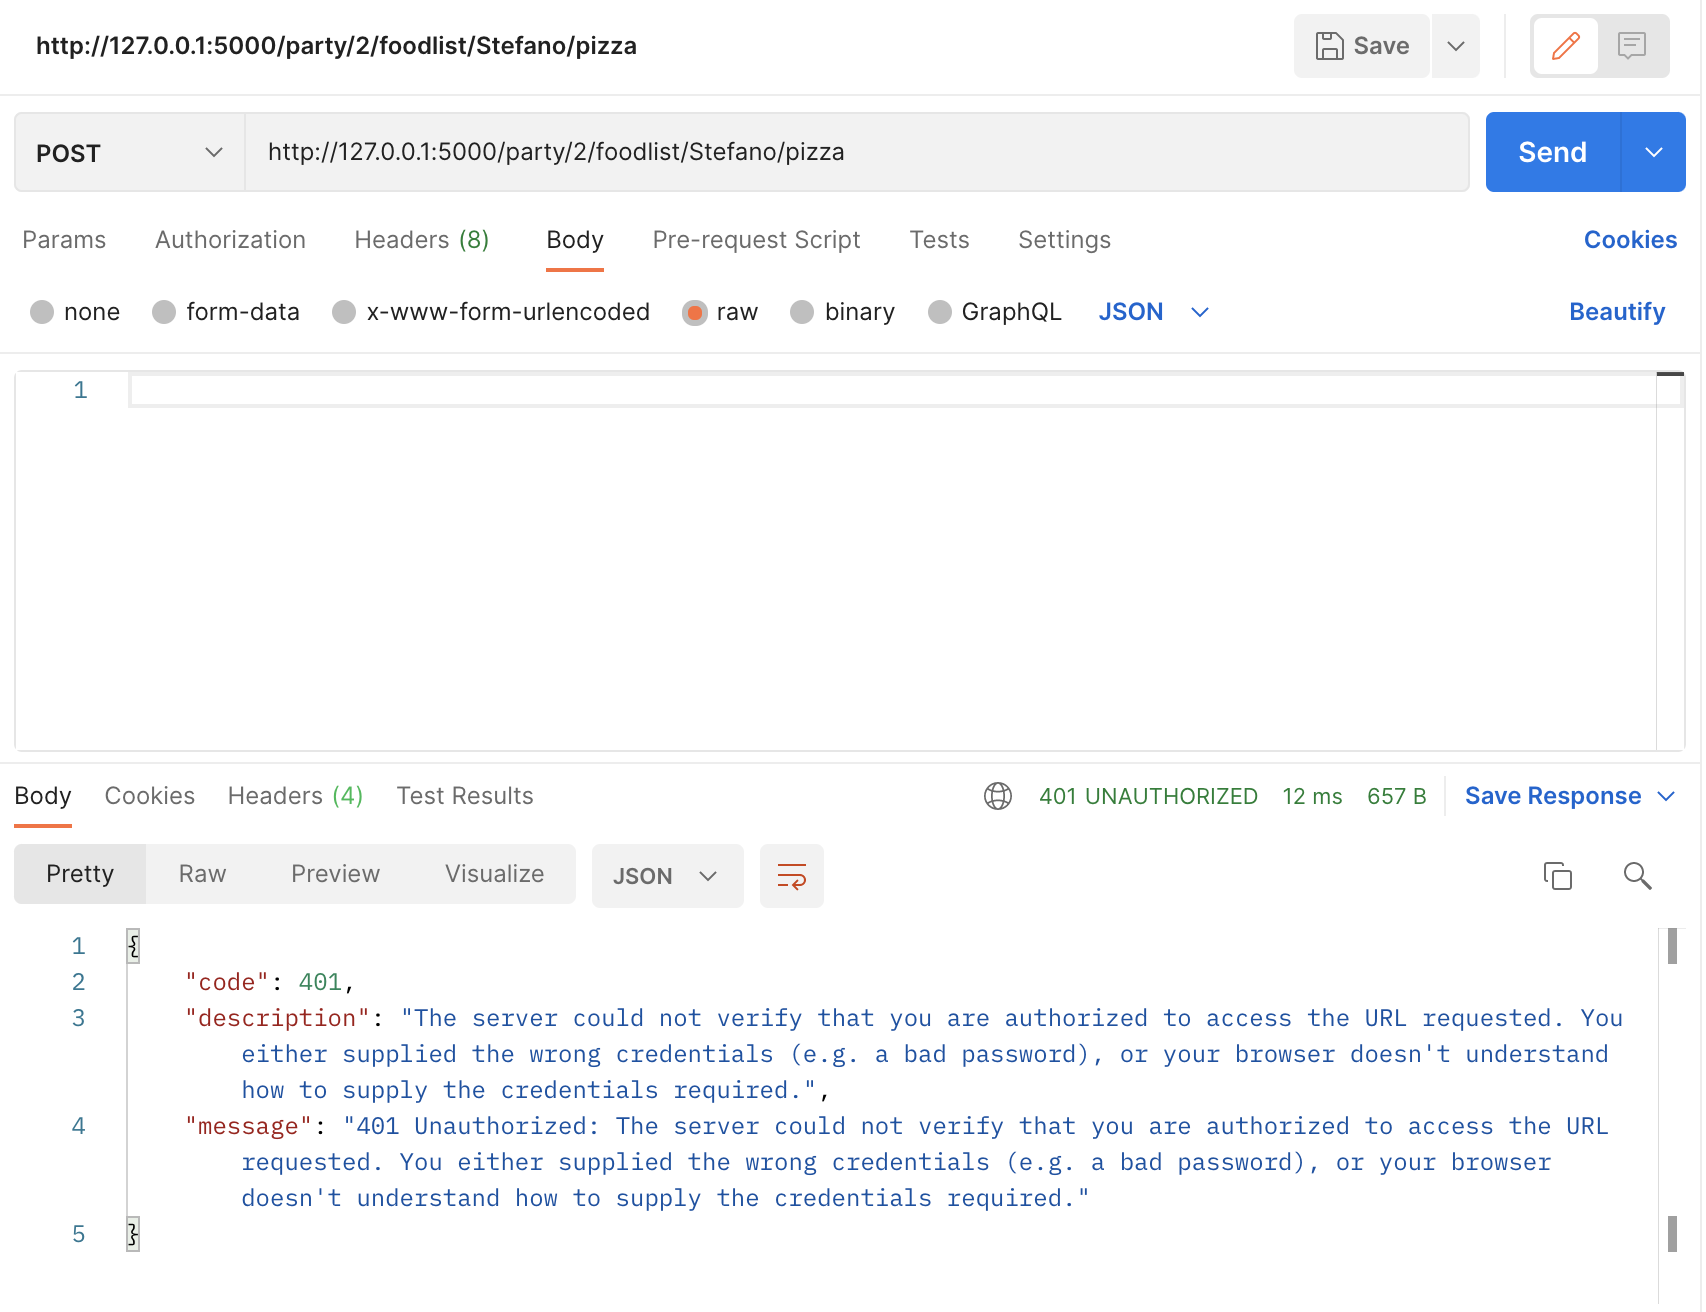 http://127.0.0.1:5000/party/2/foodlist/Stefano/pizza
Save
POST
http://127.0.0.1:5000/party/2/foodlist/Stefano/pizza
Send
Params Authorization Headers (8) Body Pre-request Script Tests Settings Cookies
none form-data x-www-form-urlencoded raw binary GraphQL JSON Beautify
1
Body Cookies Headers (4) Test Results 401 UNAUTHORIZED 12 ms 657 B Save Response
Pretty Raw Preview Visualize JSON
1 {
2 "code": 401,
3 "description": "The server could not verify that you are authorized to access the URL requested. You
either supplied the wrong credentials (e.g. a bad password), or your browser doesn't understand
how to supply the credentials required.",
4 "message": "401 Unauthorized: The server could not verify that you are authorized to access the URL
requested. You either supplied the wrong credentials (e.g. a bad password), or your browser
doesn't understand how to supply the credentials required."
5 }